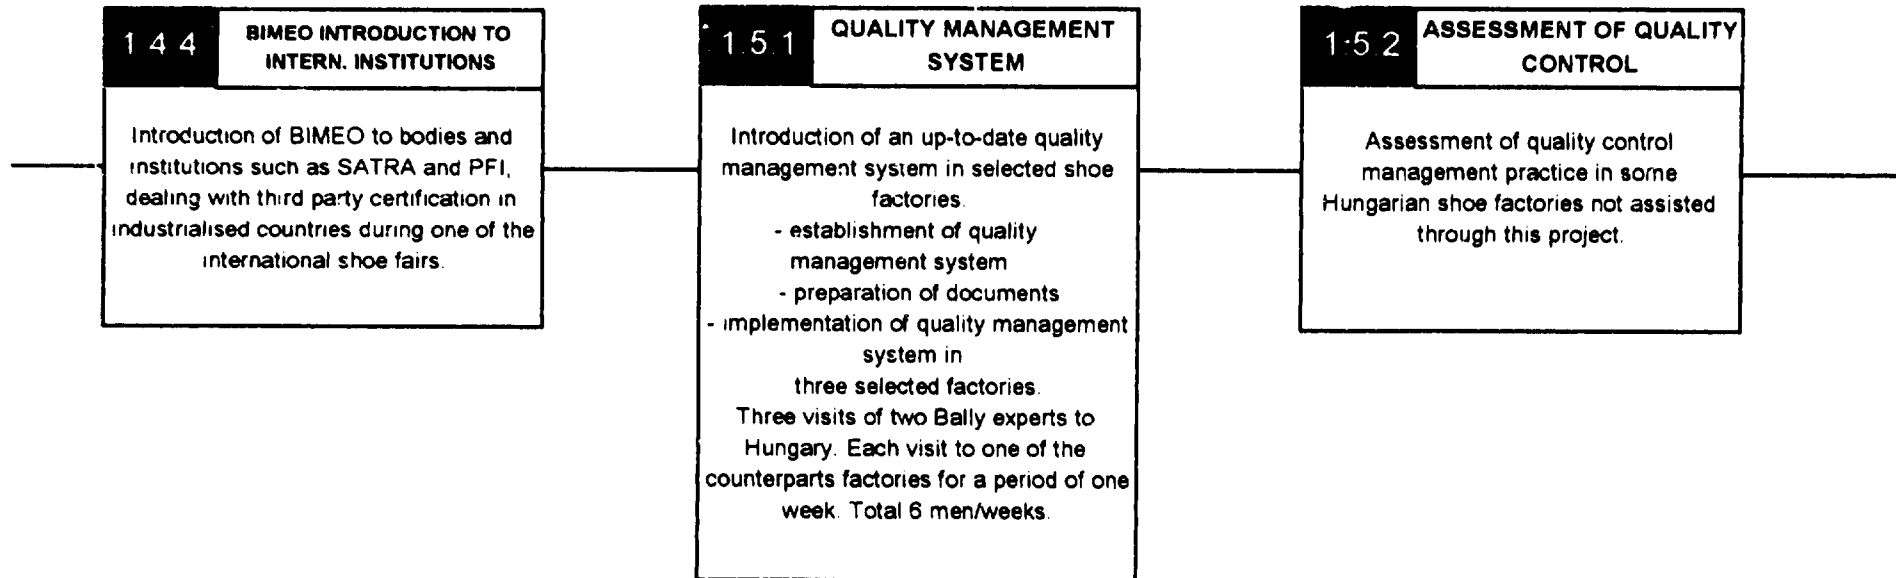 1 4 4
BIMEO INTRODUCTION TO
INTERN. INSTITUTIONS
Introduction of BIMEO to bodies and
institutions such as SATRA and PFI,
dealing with third party certification in
industrialised countries during one of the
international shoe fairs.
1.5.1
QUALITY MANAGEMENT
SYSTEM
Introduction of an up-to-date quality
management system in selected shoe
factories.
- establishment of quality
management system
- preparation of documents
- implementation of quality management
system in
three selected factories.
Three visits of two Bally experts to
Hungary. Each visit to one of the
counterparts factories for a period of one
week. Total 6 men/weeks.
1:5.2
ASSESSMENT OF QUALITY
CONTROL
Assessment of quality control
management practice in some
Hungarian shoe factories not assisted
through this project.